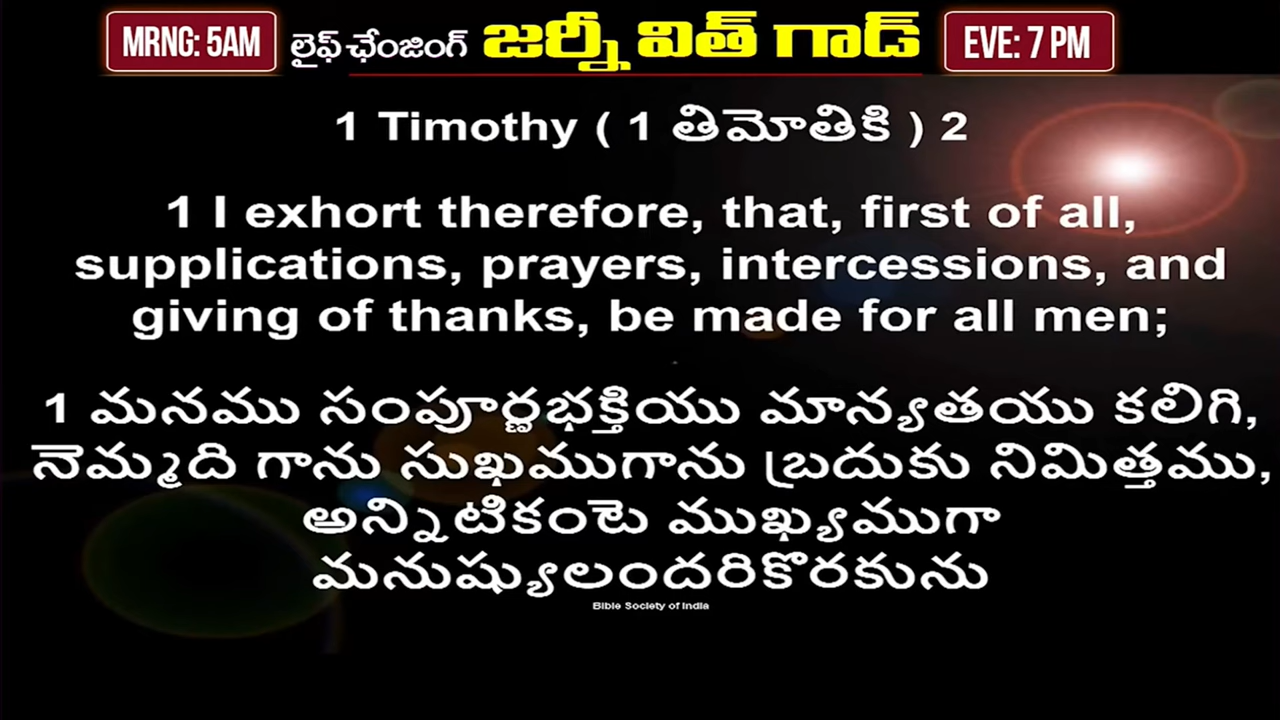 MRNG: 5AM లైఫ్ ఛేంజింగ్ జర్నీ విత్ గాడ్ EVE: 7 PM
1 Timothy ( 1 తిమోతికి ) 2
1 I exhort therefore, that, first of all,
supplications, prayers, intercessions, and
giving of thanks, be made for all men;
1 మనము సంపూర్ణభక్తియు మాన్యతయు కలిగి,
నెమ్మది గాను సుఖముగాను బ్రదుకు నిమిత్తము,
అన్నిటికంటె ముఖ్యముగా
మనుష్యులందరికొరకును
Bible Society of India